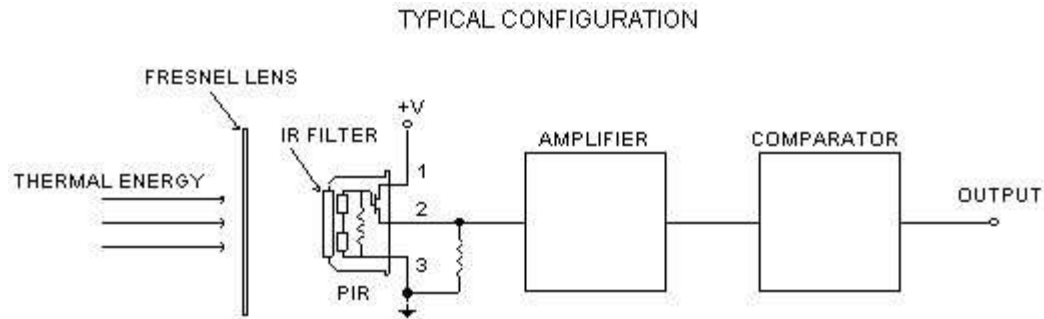 TYPICAL CONFIGURATION
FRESNEL LENS
+V
IR FILTER
AMPLIFIER
COMPARATOR
THERMAL ENERGY
1
2
OUTPUT
3
PIR